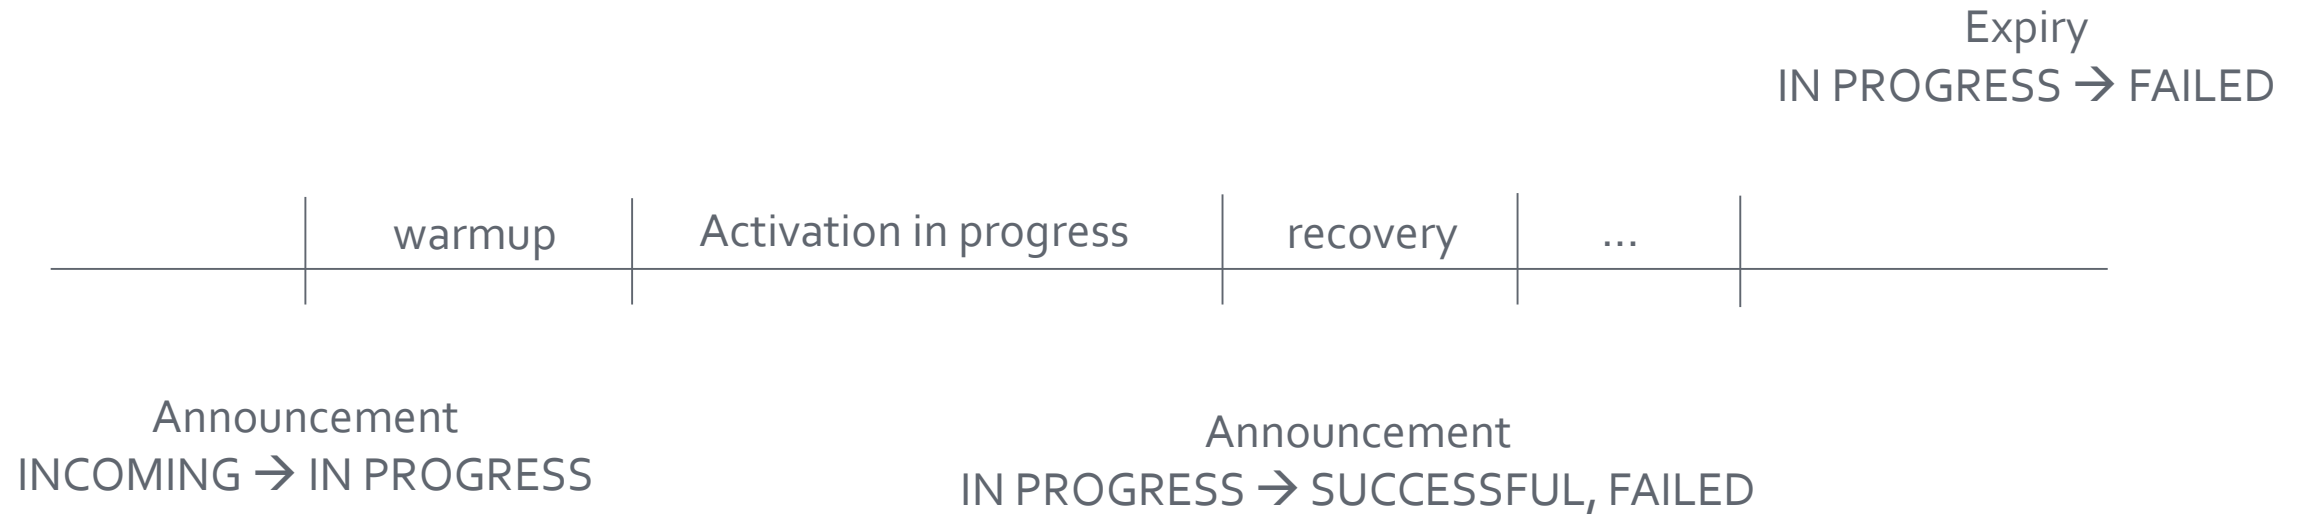 Expiry
IN PROGRESS → FAILED
warmup
Activation in progress
recovery
...
Announcement
INCOMING → IN PROGRESS
Announcement
IN PROGRESS → SUCCESSFUL, FAILED